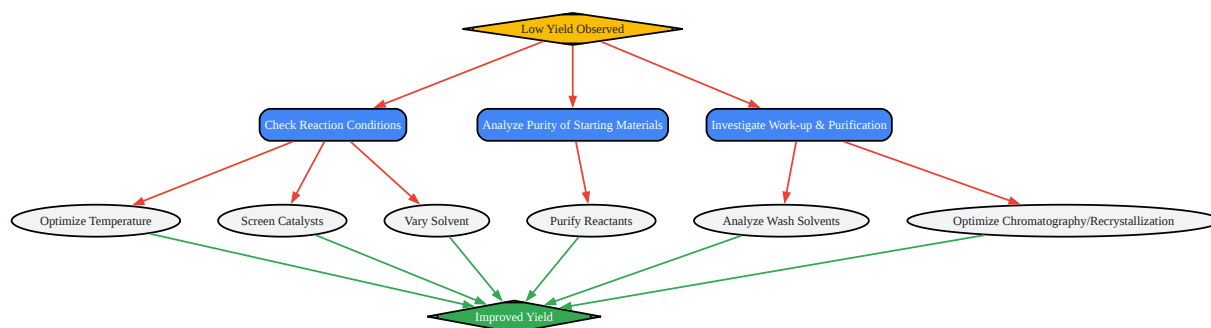 Low Yield Observed
Check Reaction Conditions
Analyze Purity of Starting Materials
Investigate Work-up & Purification
Optimize Temperature
Screen Catalysts
Vary Solvent
Purify Reactants
Analyze Wash Solvents
Optimize Chromatography/Recrystallization
Improved Yield